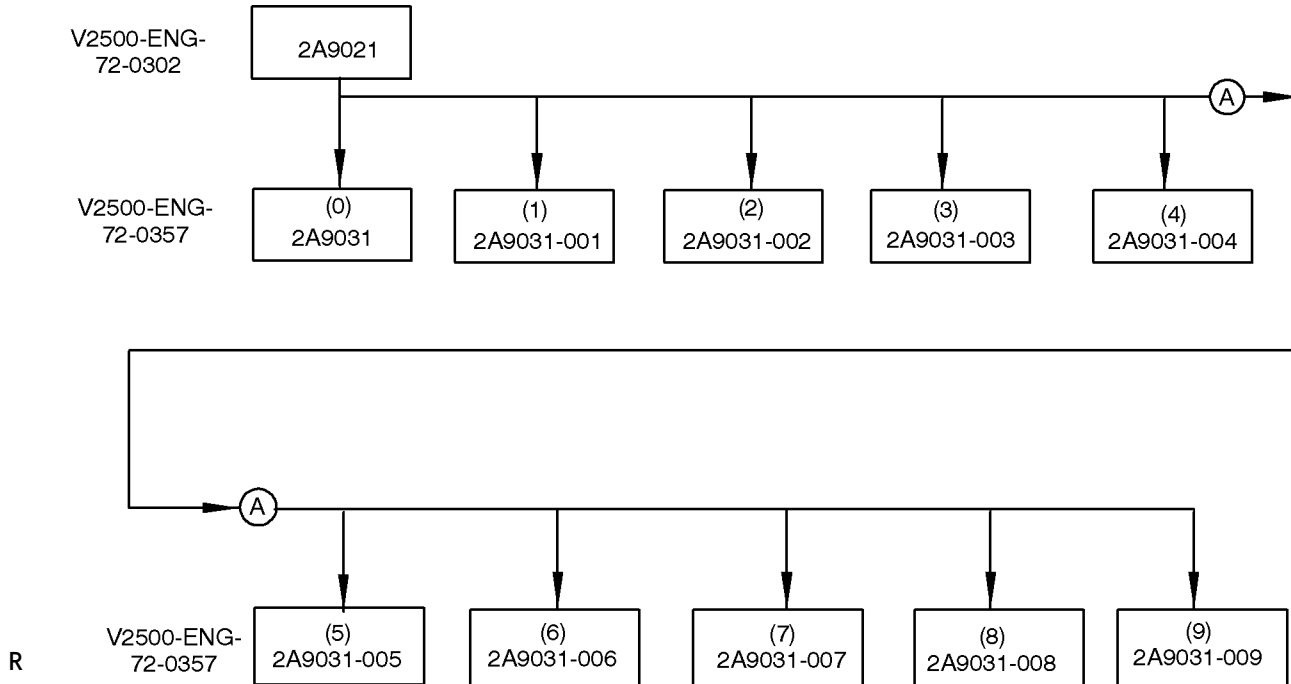 V2500-ENG-
72-0302
2A9021
A
V2500-ENG-
72-0357
(0)
2A9031
(1)
2A9031-001
(2)
2A9031-002
(3)
2A9031-003
(4)
2A9031-004
A
V2500-ENG-
72-0357
(5)
2A9031-005
(6)
2A9031-006
(7)
2A9031-007
(8)
2A9031-008
(9)
2A9031-009
R